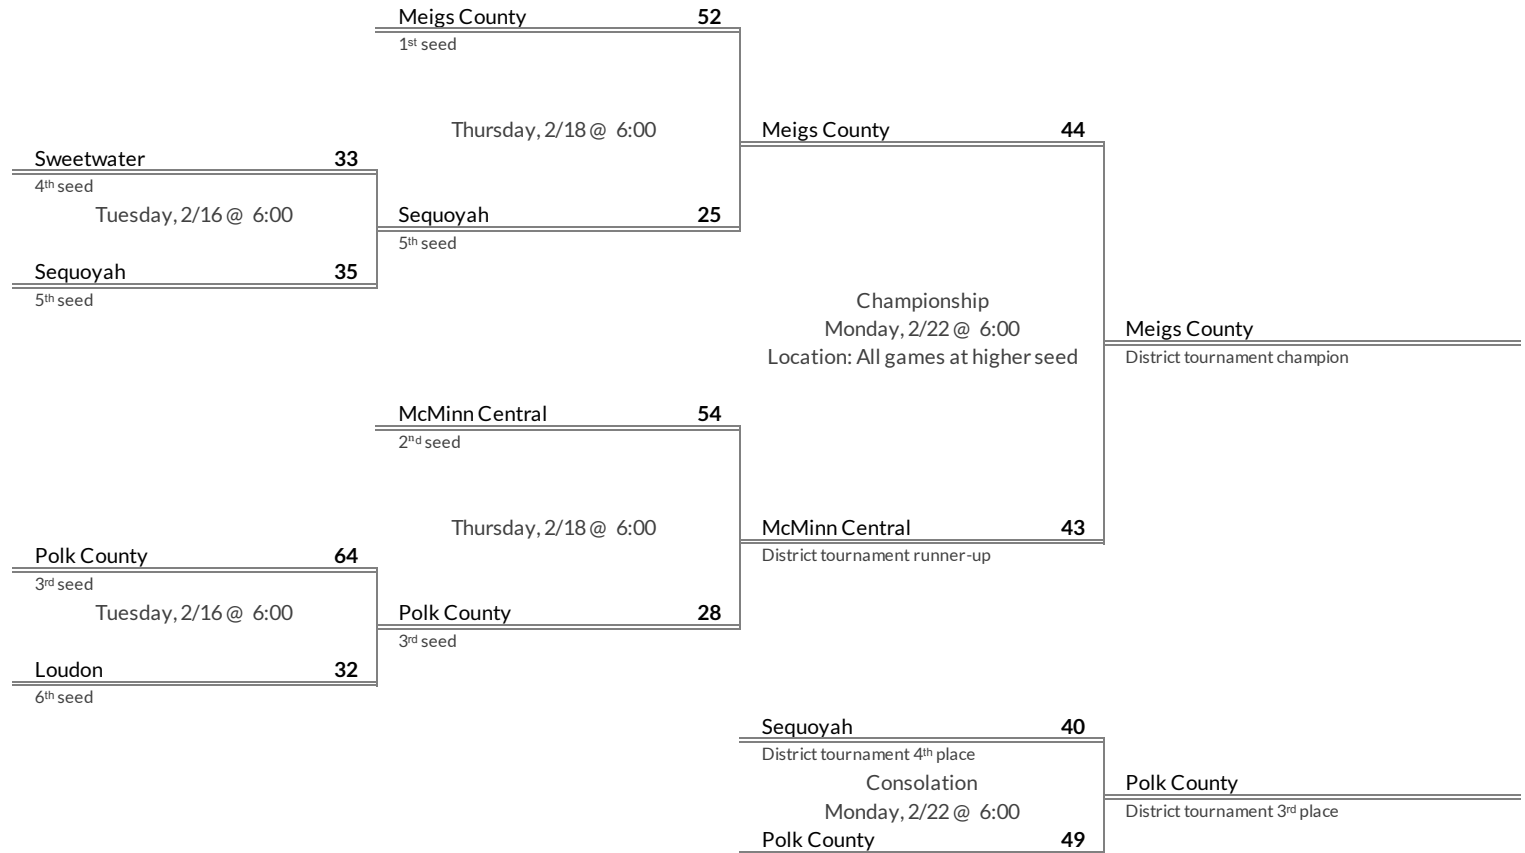 Meigs County 52
1st seed
Thursday, 2/18 @ 6:00
Meigs County 44
Sweetwater 33
4th seed
Tuesday, 2/16 @ 6:00
Sequoyah 25
5th seed
Sequoyah 35
5th seed
Championship
Monday, 2/22 @ 6:00
Location: All games at higher seed
Meigs County
District tournament champion
McMinn Central 54
2nd seed
Thursday, 2/18 @ 6:00
McMinn Central 43
District tournament runner-up
Polk County 64
3rd seed
Tuesday, 2/16 @ 6:00
Polk County 28
3rd seed
Loudon 32
6th seed
Sequoyah 40
District tournament 4th place
Consolation
Monday, 2/22 @ 6:00
Polk County 49
Polk County
District tournament 3rd place